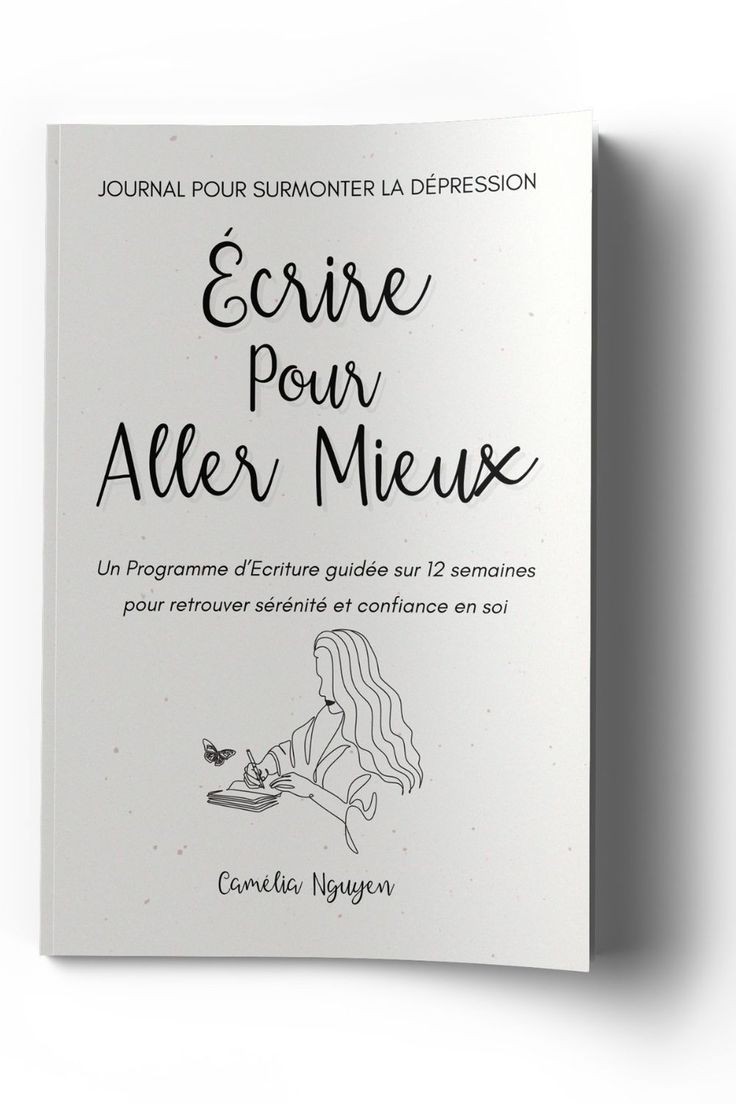 JOURNAL POUR SURMONTER LA DÉPRESSION
Écrire
Pour
Aller Mieux
Un Programme d'Ecriture guidée sur 12 semaines
pour retrouver sérénité et confiance en soi
Camélia Nguyen